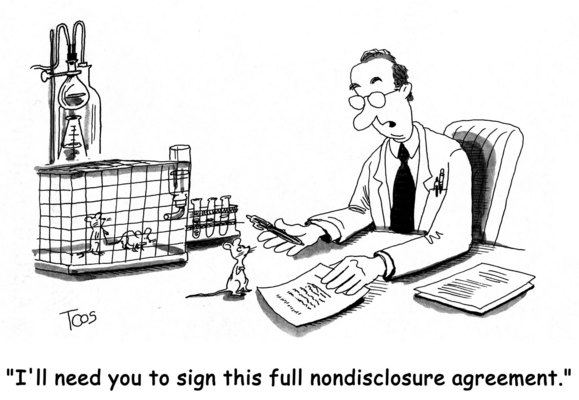 TOOS
"I'll need you to sign this full nondisclosure agreement."